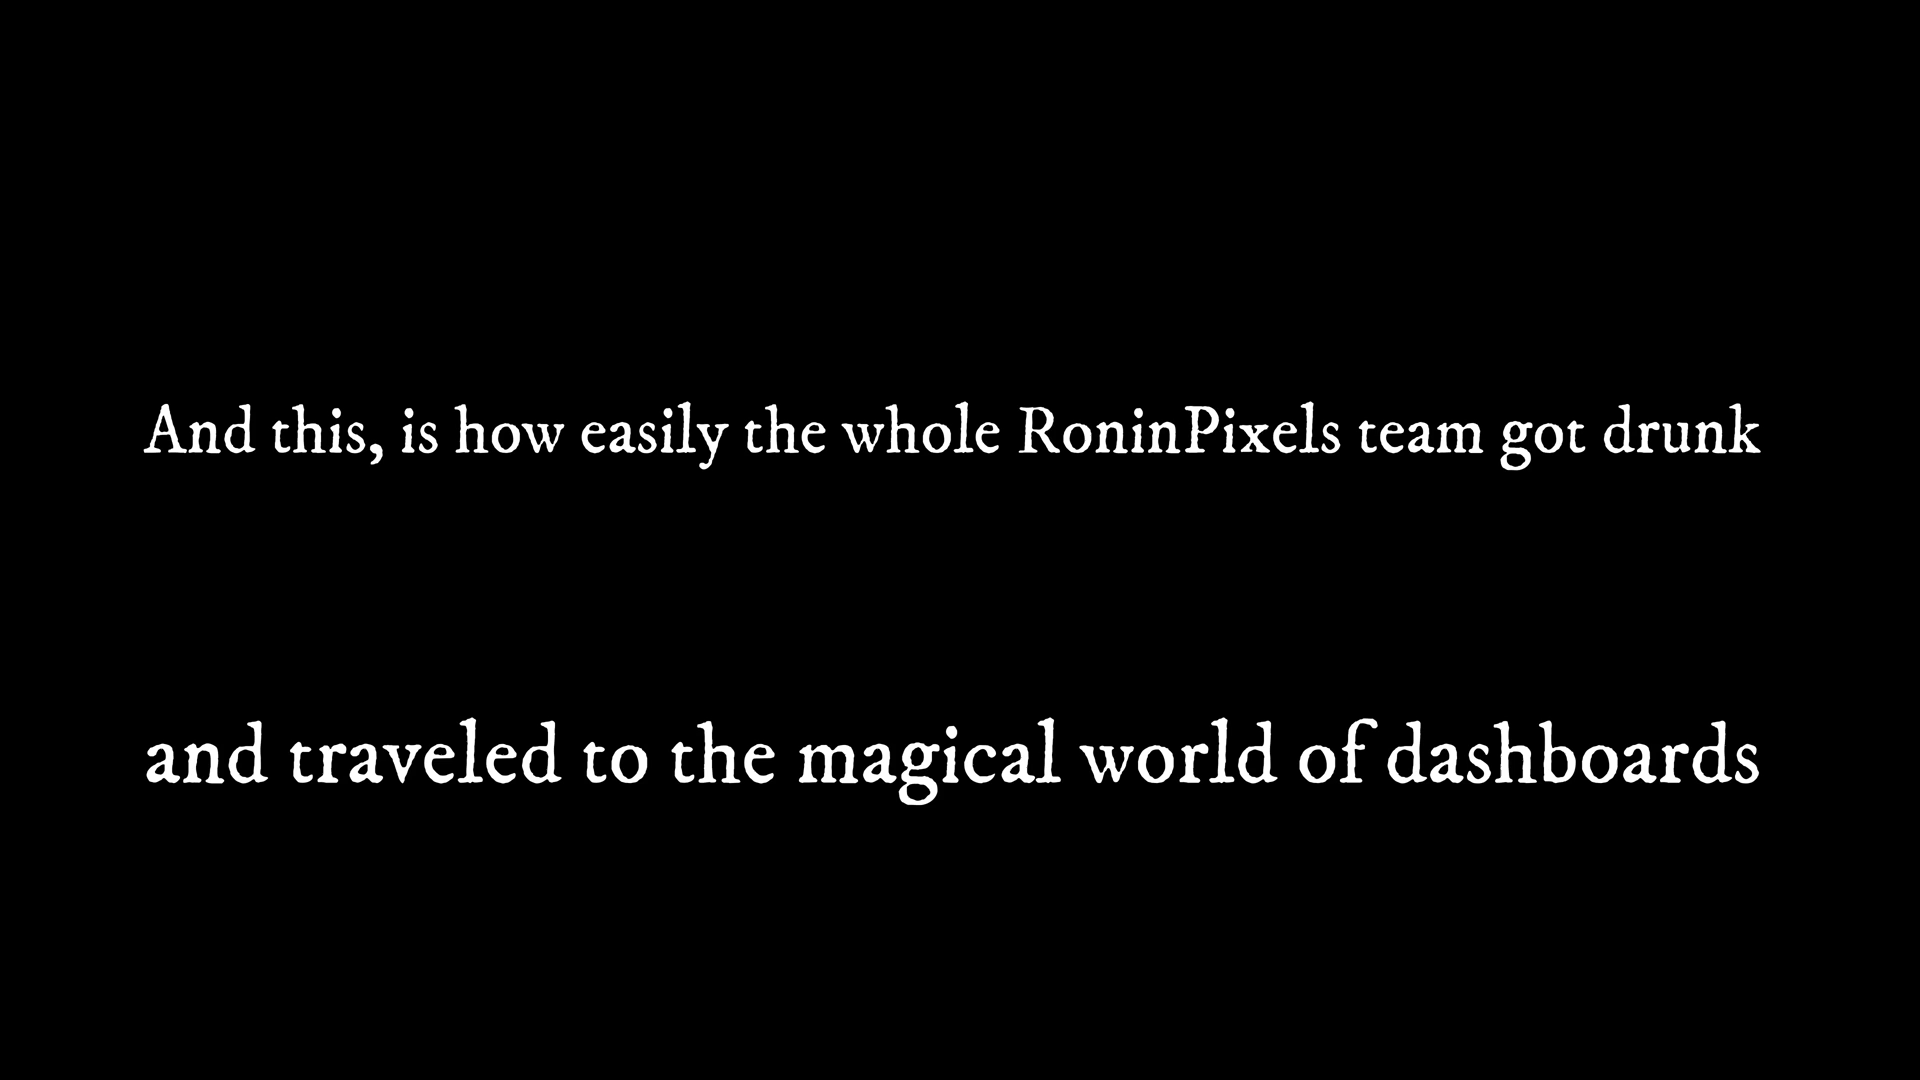 And this, is how easily the whole RoninPixels team got drunk
and traveled to the magical world of dashboards